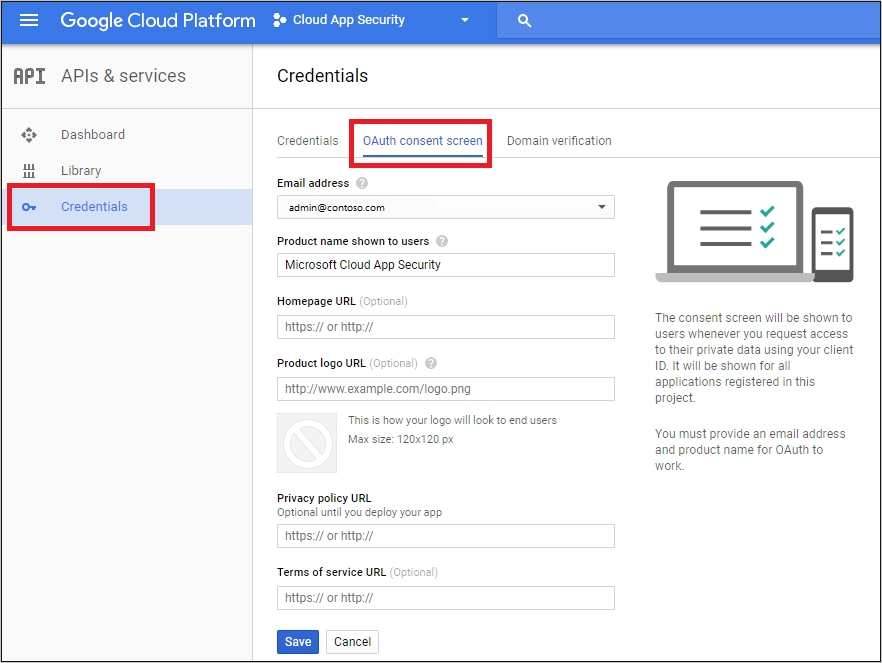 Google Cloud Platform
Cloud App Security
API
APIs & services
Dashboard
Library
Credentials
Credentials
Credentials
OAuth consent screen
Domain verification
Email address ?
admin@contoso.com
Product name shown to users ?
Microsoft Cloud App Security
Homepage URL (Optional)
https:// or http://
Product logo URL (Optional) ?
http://www.example.com/logo.png
This is how your logo will look to end users
Max size: 120x120 px
Privacy policy URL
Optional until you deploy your app
https:// or http://
Terms of service URL (Optional)
https:// or http://
Save
Cancel
The consent screen will be shown to
users whenever you request access
to their private data using your client
ID. It will be shown for all
applications registered in this
project.
You must provide an email address
and product name for OAuth to
work.